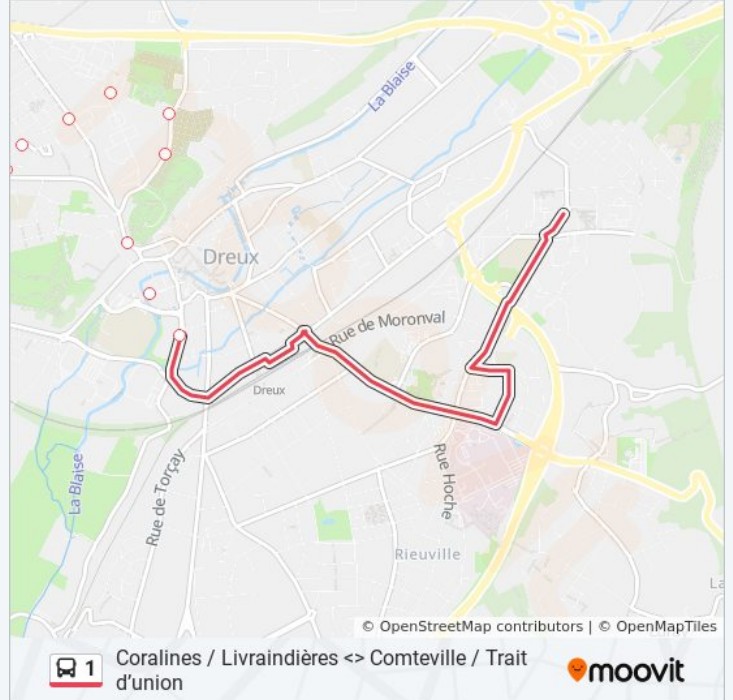 La Blaise
Dreux
Rue de Moronval
Dreux
Rue Hoche
La Blaise
Rue de Torçay
Rieuville
La
© OpenStreetMap contributors | © OpenMapTiles
1
Coralines / Livraindières <> Comteville / Trait
d’union
moovit